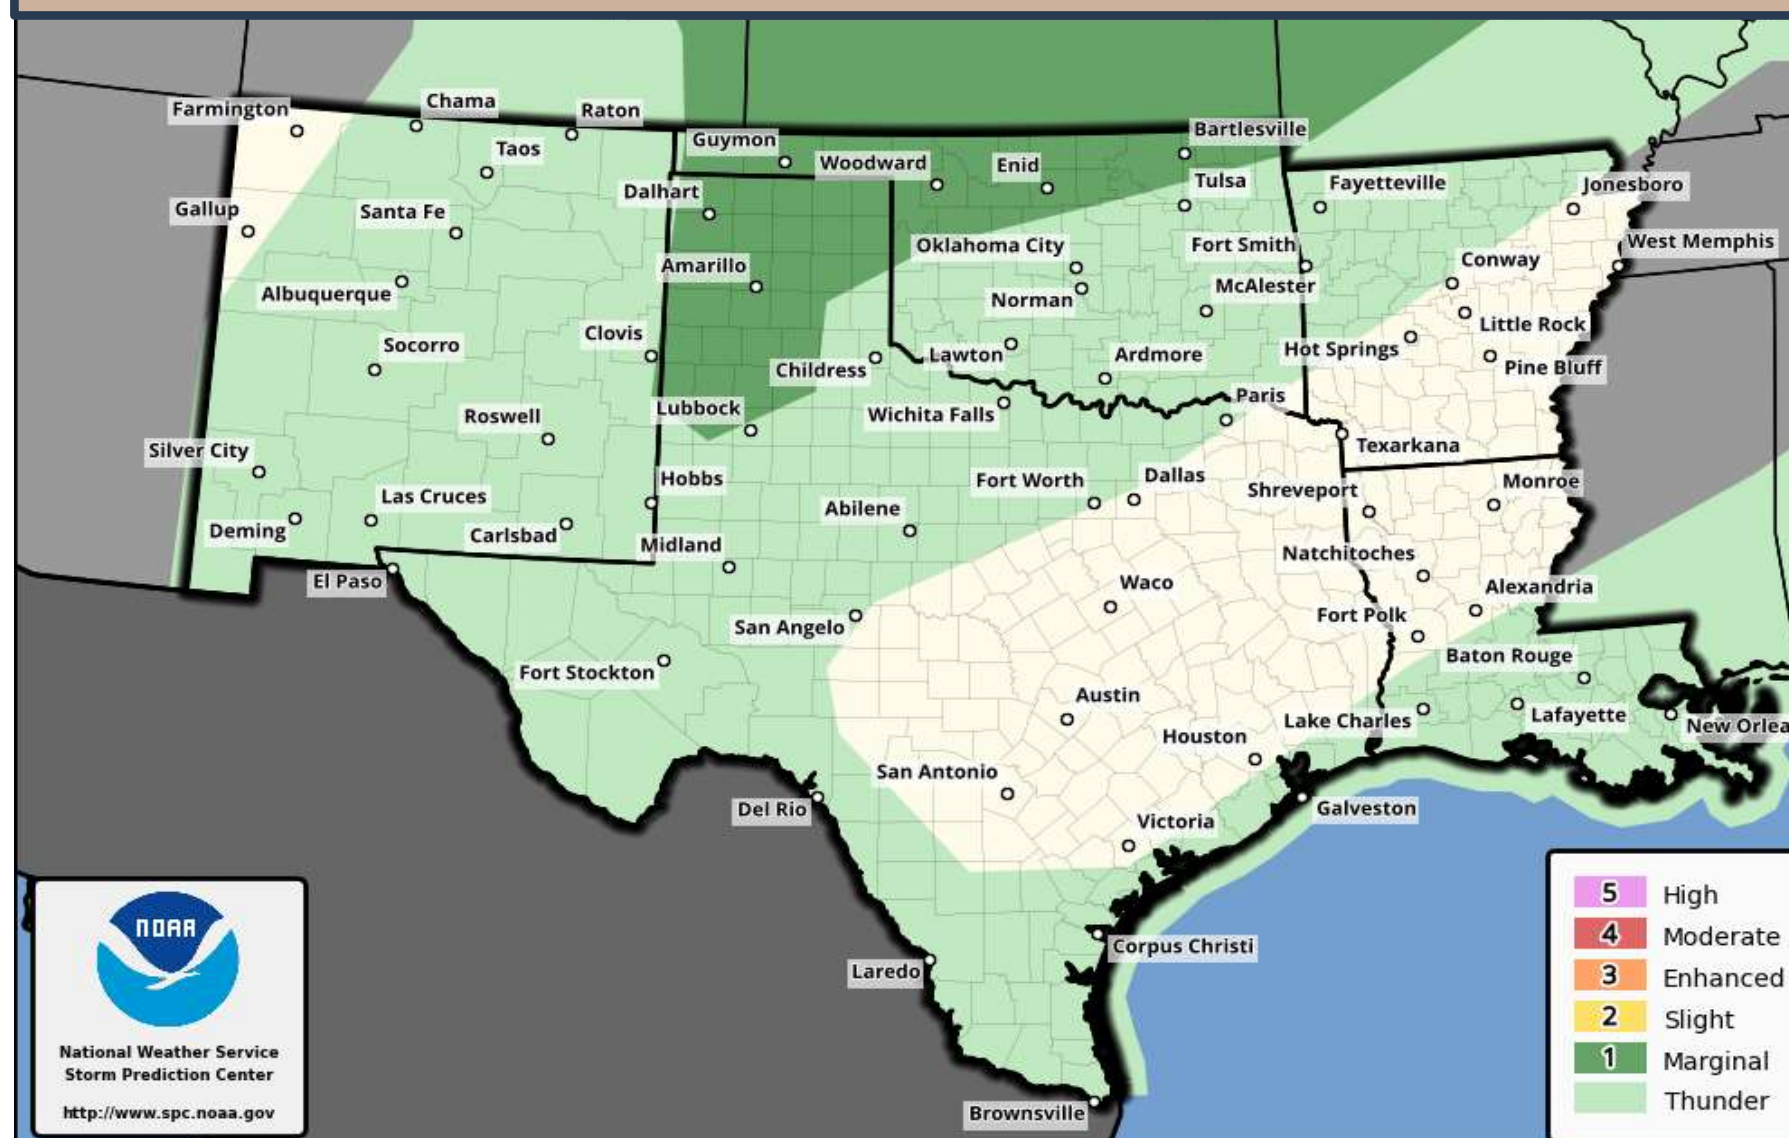 Farmington
Chama
Raton
Guymon
Bartlesville
Taos
Woodward
Enid
Dalhart
Tulsa
Fayetteville
Jonesboro
Gallup
Santa Fe
Oklahoma City
Fort Smith
West Memphis
Amarillo
Conway
Albuquerque
Norman
McAlester
Clovis
Little Rock
Socorro
Childress
Lawton
Ardmore
Hot Springs
Pine Bluff
Roswell
Lubbock
Wichita Falls
Paris
Silver City
Texarkana
Hobbs
Fort Worth
Dallas
Shreveport
Monroe
Las Cruces
Abilene
Deming
Carlsbad
Midland
Natchitoches
El Paso
Waco
Alexandria
San Angelo
Fort Polk
Fort Stockton
Baton Rouge
Austin
Lake Charles
Lafayette
New Orlea
Houston
San Antonio
Del Rio
Galveston
Victoria
Corpus Christi
Laredo
Brownsville
NOAA
National Weather Service
Storm Prediction Center
http://www.spc.noaa.gov
5 High
4 Moderate
3 Enhanced
2 Slight
1 Marginal
Thunder